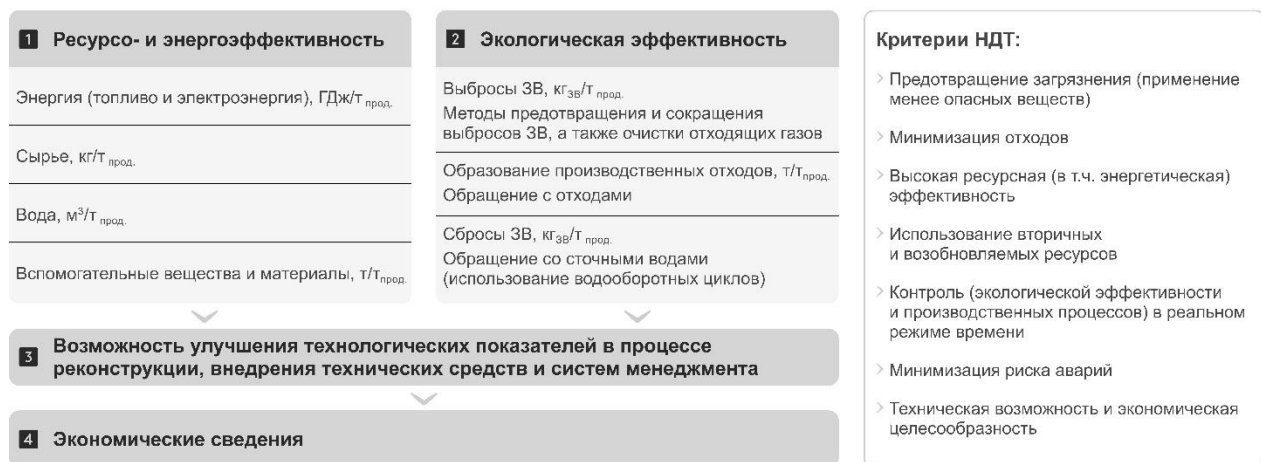 1 Ресурсо- и энергоэффективность
Энергия (топливо и электроэнергия), ГДж/т прод.
Сырье, кг/т прод.
Вода, м³/т прод.
Вспомогательные вещества и материалы, т/т прод.
2 Экологическая эффективность
Выбросы ЗВ, кгЗВ/т прод.
Методы предотвращения и сокращения
выбросов ЗВ, а также очистки отходящих газов
Образование производственных отходов, т/т прод.
Обращение с отходами
Сбросы ЗВ, кгЗВ/т прод.
Обращение со сточными водами
(использование водооборотных циклов)
3 Возможность улучшения технологических показателей в процессе
реконструкции, внедрения технических средств и систем менеджмента
4 Экономические сведения
Критерии НДТ:
Предотвращение загрязнения (применение
менее опасных веществ)
Минимизация отходов
Высокая ресурсная (в т.ч. энергетическая)
эффективность
Использование вторичных
и возобновляемых ресурсов
Контроль (экологической эффективности
и производственных процессов) в реальном
режиме времени
Минимизация риска аварий
Техническая возможность и экономическая
целесообразность